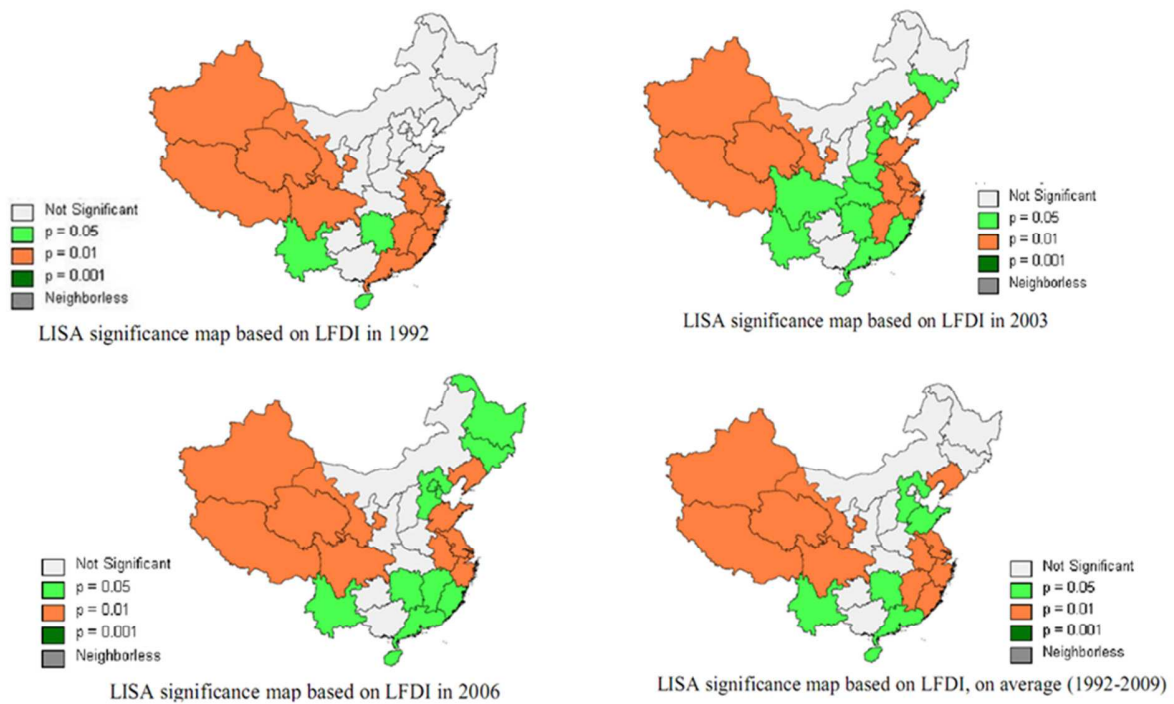 Not Significant
p = 0.05
p = 0.01
p = 0.001
Neighborless
LISA significance map based on LFDI in 1992
Not Significant
p = 0.05
p = 0.01
p = 0.001
Neighborless
LISA significance map based on LFDI in 2003
Not Significant
p = 0.05
p = 0.01
p = 0.001
Neighborless
LISA significance map based on LFDI in 2006
Not Significant
p = 0.05
p = 0.01
p = 0.001
Neighborless
LISA significance map based on LFDI, on average (1992-2009)